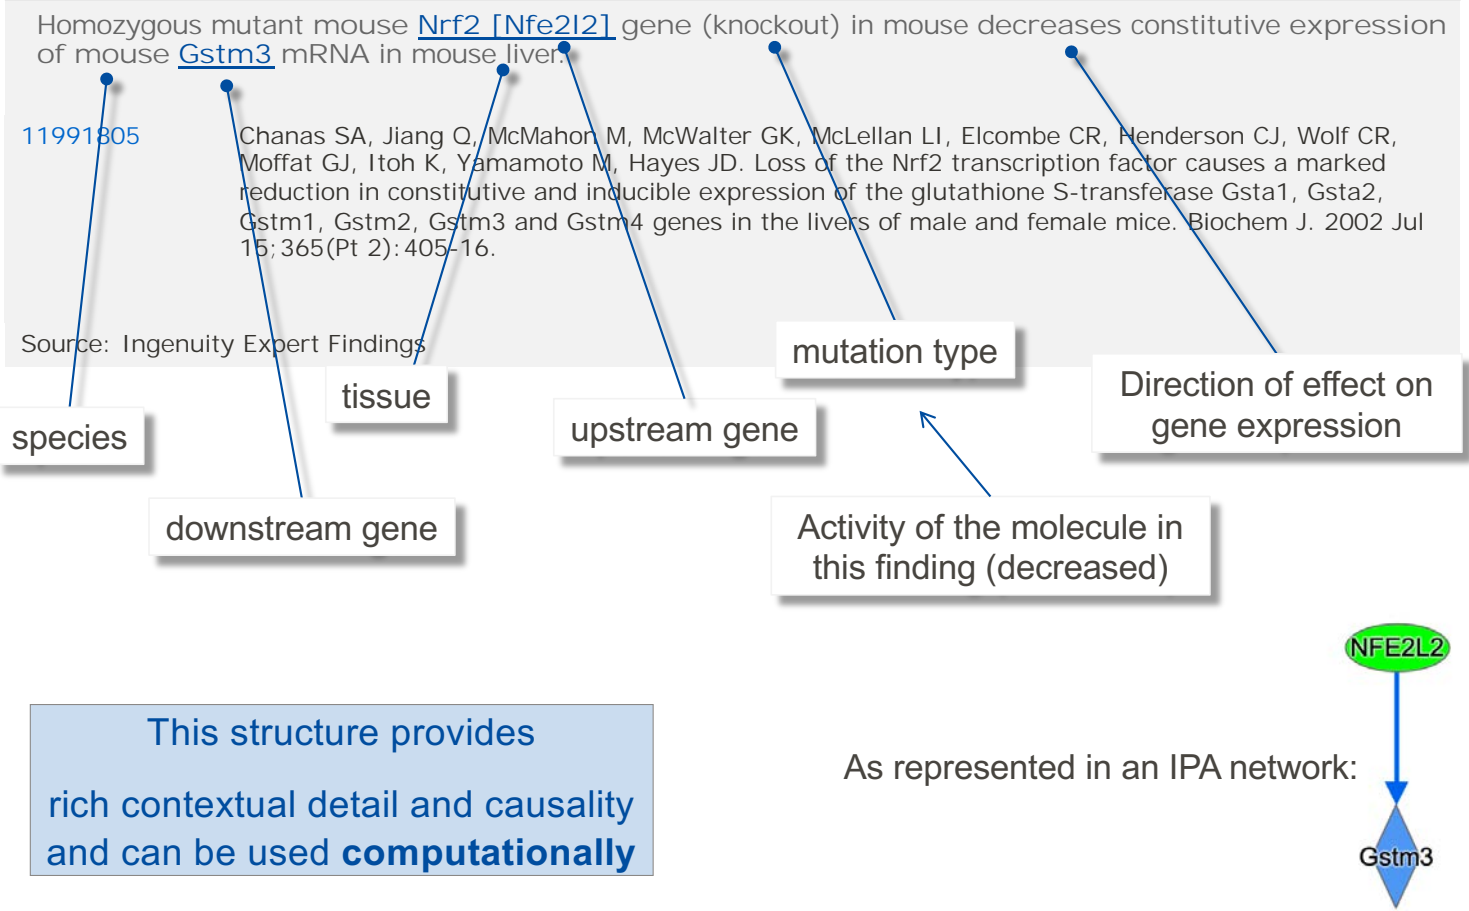 Homozygous mutant mouse Nrf2 [Nfe2l2] gene (knockout) in mouse decreases constitutive expression
of mouse Gstm3 mRNA in mouse liver.
11991805
Chanas SA, Jiang Q, McMahon M, McWalter GK, McLellan LI, Elcombe CR, Henderson CJ, Wolf CR,
Moffat GJ, Itoh K, Yamamoto M, Hayes JD. Loss of the Nrf2 transcription factor causes a marked
reduction in constitutive and inducible expression of the glutathione S-transferase Gsta1, Gsta2,
Gstm1, Gstm2, Gstm3 and Gstm4 genes in the livers of male and female mice. Biochem J. 2002 Jul
15;365(Pt 2):405-16.
Source: Ingenuity Expert Findings
mutation type
tissue
Direction of effect on
gene expression
species
upstream gene
downstream gene
Activity of the molecule in
this finding (decreased)
This structure provides
rich contextual detail and causality
and can be used computationally
As represented in an IPA network:
NFE2L2
Gstm3